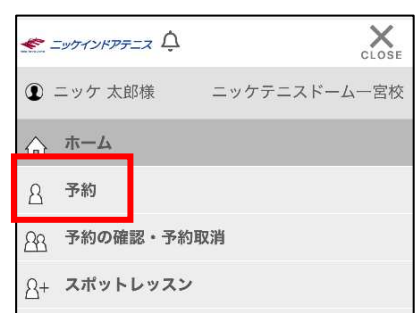 ニッケインドアテニス
CLOSE
ニッケ 太郎様 ニッケテニスドーム一宮校
ホーム
予約
予約の確認・予約取消
スポットレッスン